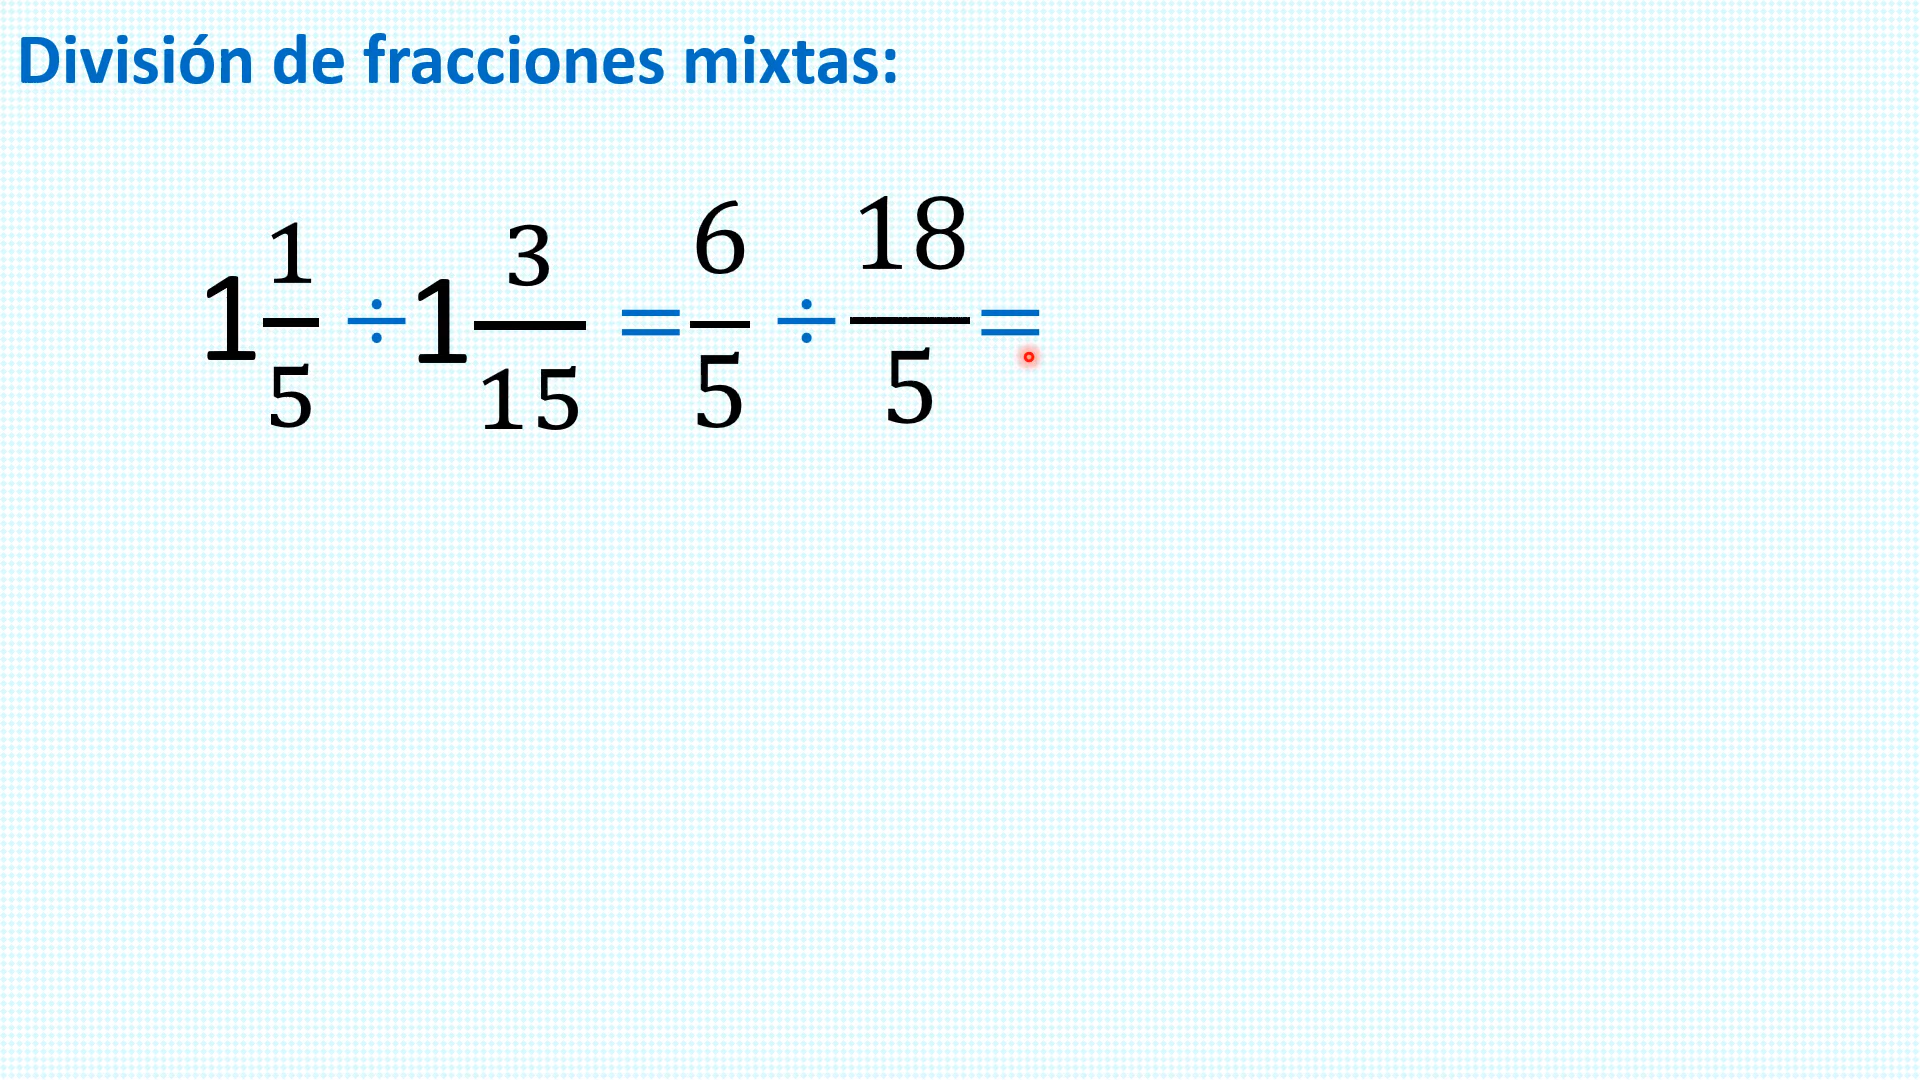 División de fracciones mixtas:
1 1/5 ÷ 1 3/15 = 6/5 ÷ 18/5 =